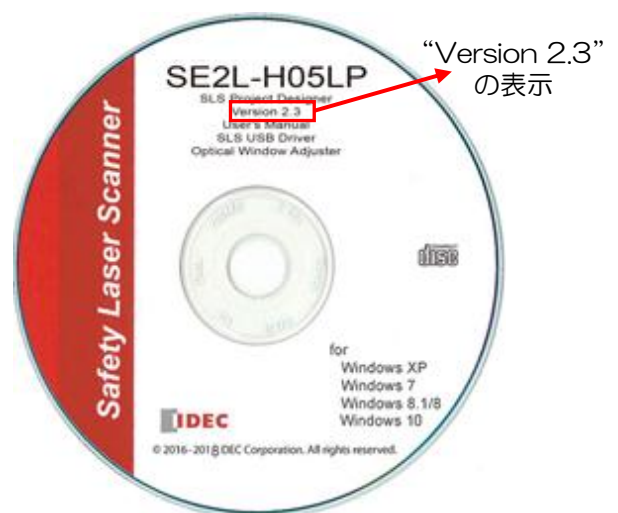 “Version 2.3”
の表示
SE2L-H05LP
SLS Project Designer
Version 2.3
User's Manual
SLS USB Driver
Optical Window Adjuster
Safety Laser Scanner
disc
for
Windows XP
Windows 7
Windows 8.1/8
Windows 10
IDEC
© 2016-2018 IDEC Corporation. All rights reserved.